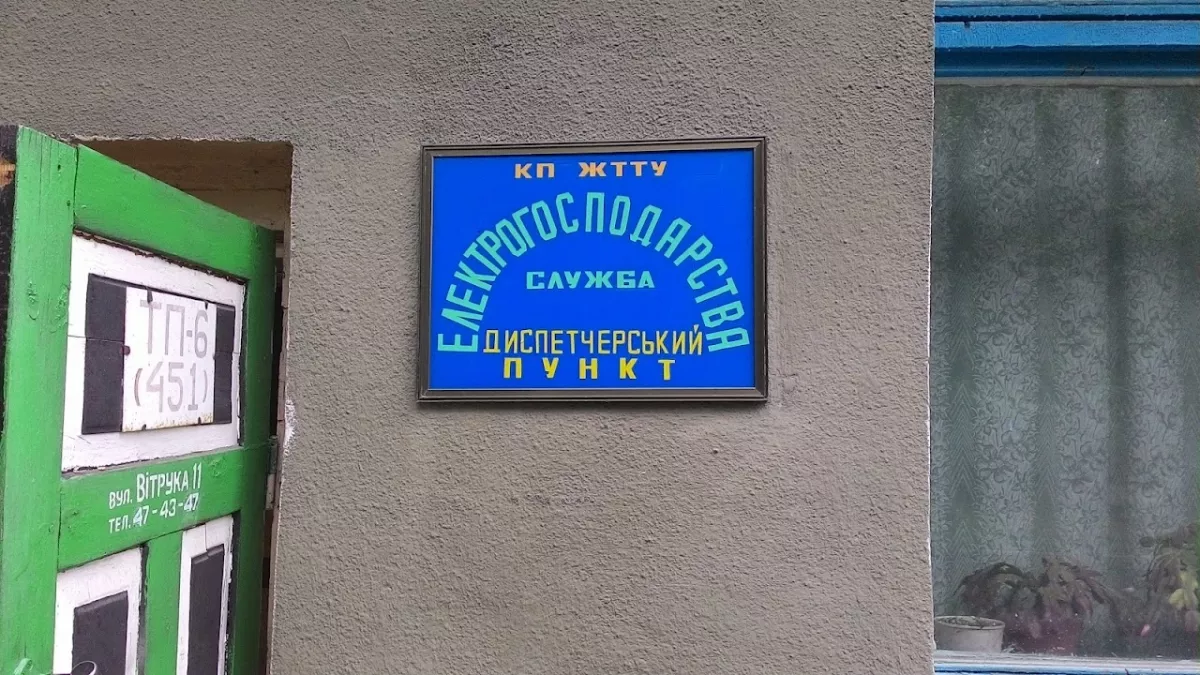 КП ЖТТУ
ЕЛЕКТРОГОСПОДАРСТВА
СЛУЖБА
ДИСПЕТЧЕРСЬКИЙ
ПУНКТ
ТП-6
(451)
ВУЛ. ВІТРУКА 11
ТЕЛ. 47-43-47